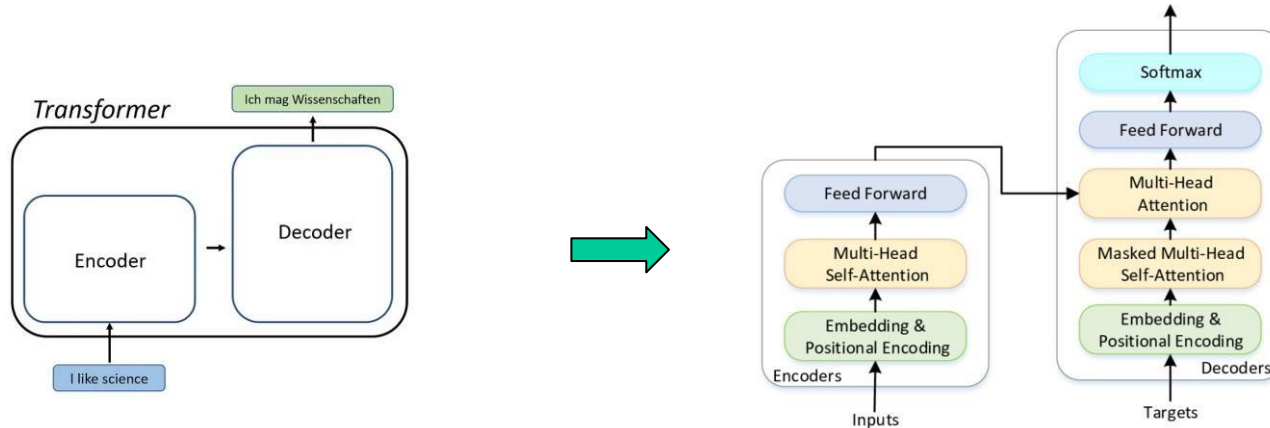 Transformer
Ich mag Wissenschaften
Decoder
Encoder
I like science
Feed Forward
Multi-Head
Self-Attention
Embedding &
Positional Encoding
Encoders
Inputs
Softmax
Feed Forward
Multi-Head
Attention
Masked Multi-Head
Self-Attention
Embedding &
Positional Encoding
Decoders
Targets